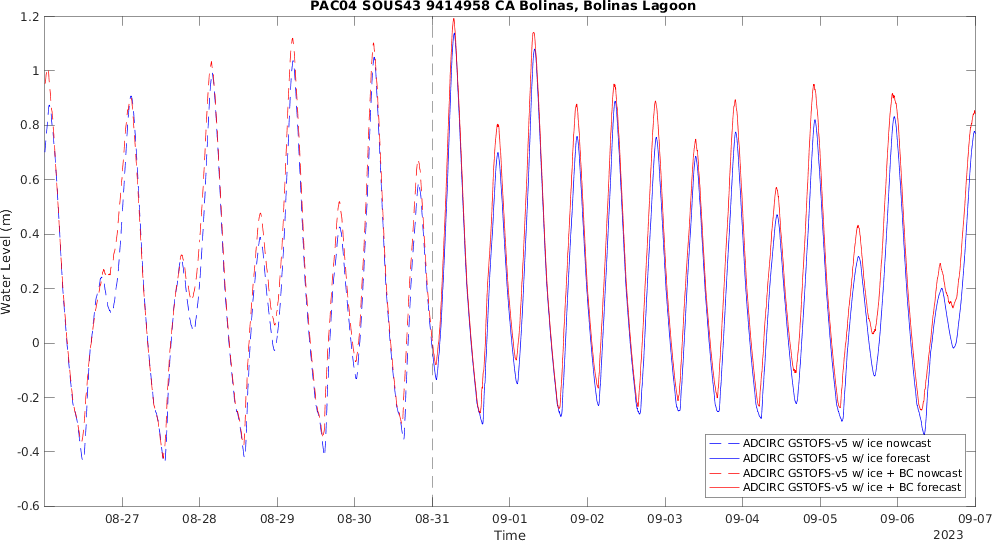 PAC04 SOUS43 9414958 CA Bolinas, Bolinas Lagoon
1.2
1
0.8
0.6
0.4
0.2
0
-0.2
-0.4
-0.6
Water Level (m)
08-27 08-28 08-29 08-30 08-31 09-01 09-02 09-03 09-04 09-05 09-06 09-07
Time
2023
ADCIRC GSTOFS-v5 w/ ice nowcast
ADCIRC GSTOFS-v5 w/ ice forecast
ADCIRC GSTOFS-v5 w/ ice + BC nowcast
ADCIRC GSTOFS-v5 w/ ice + BC forecast